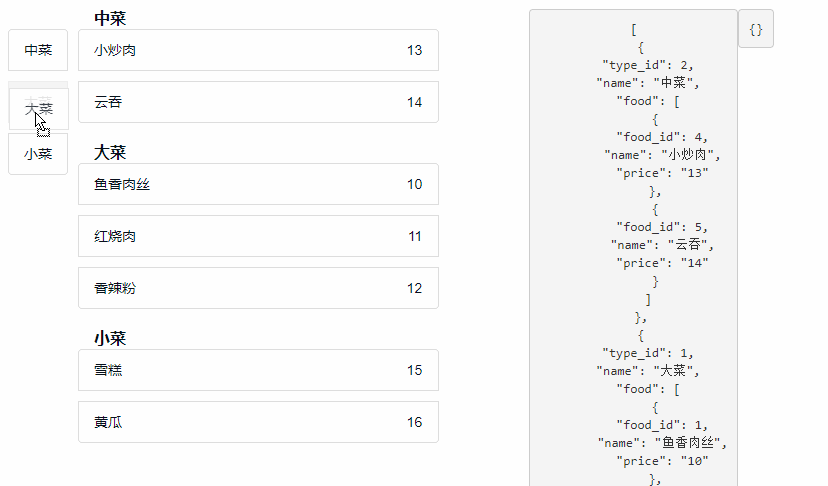 中菜
大菜
小菜
中菜
小炒肉 13
云吞 14
大菜
鱼香肉丝 10
红烧肉 11
香辣粉 12
小菜
雪糕 15
黄瓜 16
[
{
"type_id": 2,
"name": "中菜",
"food": [
{
"food_id": 4,
"name": "小炒肉",
"price": "13"
},
{
"food_id": 5,
"name": "云吞",
"price": "14"
}
]
},
{
"type_id": 1,
"name": "大菜",
"food": [
{
"food_id": 1,
"name": "鱼香肉丝",
"price": "10"
},
{}